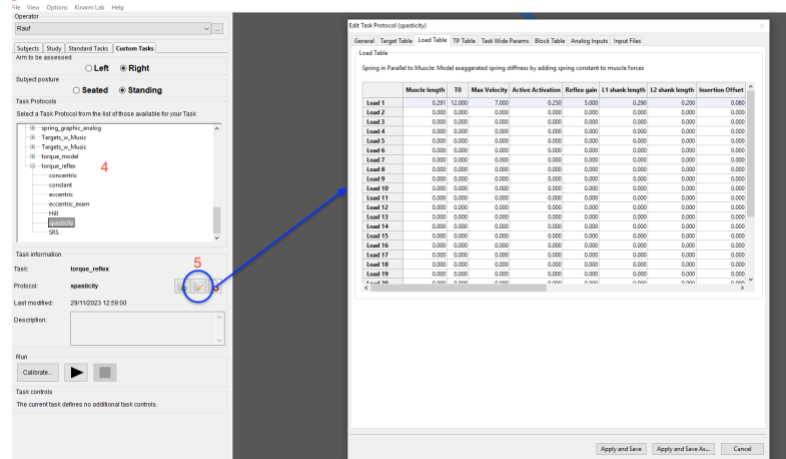 File View Options Kinarm Lab Help
Operator
Rauf
...
Subjects Study Standard Tasks Custom Tasks
Arm to be assessed
Left Right
Subject posture
Seated Standing
Task Protocols
Select a Task Protocol from the list of those available for your Task
spring_graphic_analog
Targets_w_Music
Targets_w_Music
torque_model
torque_reflex
4
concentric
constant
eccentric
eccentric_exam
Hill
spasticity
SRS
Task information
5
Task: torque_reflex
Protocol: spasticity
Last modified: 29/11/2023 12:59:00
Description:
Run
Calibrate...
Task controls
The current task defines no additional task controls.
Edit Task Protocol (spasticity)
General Target Table Load Table TP Table Task Wide Params Block Table Analog Inputs Input Files
Load Table
Spring in Parallel to Muscle: Model exaggerated spring stiffness by adding spring constant to muscle forces
Muscle length T0 Max Velocity Active Activation Reflex gain L1 shank length L2 shank length Insertion Offset
Load 1 0.291 12.000 7.000 0.250 5.000 0.290 0.200 0.080
Load 2 0.000 0.000 0.000 0.000 0.000 0.000 0.000 0.000
Load 3 0.000 0.000 0.000 0.000 0.000 0.000 0.000 0.000
Load 4 0.000 0.000 0.000 0.000 0.000 0.000 0.000 0.000
Load 5 0.000 0.000 0.000 0.000 0.000 0.000 0.000 0.000
Load 6 0.000 0.000 0.000 0.000 0.000 0.000 0.000 0.000
Load 7 0.000 0.000 0.000 0.000 0.000 0.000 0.000 0.000
Load 8 0.000 0.000 0.000 0.000 0.000 0.000 0.000 0.000
Load 9 0.000 0.000 0.000 0.000 0.000 0.000 0.000 0.000
Load 10 0.000 0.000 0.000 0.000 0.000 0.000 0.000 0.000
Load 11 0.000 0.000 0.000 0.000 0.000 0.000 0.000 0.000
Load 12 0.000 0.000 0.000 0.000 0.000 0.000 0.000 0.000
Load 13 0.000 0.000 0.000 0.000 0.000 0.000 0.000 0.000
Load 14 0.000 0.000 0.000 0.000 0.000 0.000 0.000 0.000
Load 15 0.000 0.000 0.000 0.000 0.000 0.000 0.000 0.000
Load 16 0.000 0.000 0.000 0.000 0.000 0.000 0.000 0.000
Load 17 0.000 0.000 0.000 0.000 0.000 0.000 0.000 0.000
Load 18 0.000 0.000 0.000 0.000 0.000 0.000 0.000 0.000
Load 19 0.000 0.000 0.000 0.000 0.000 0.000 0.000 0.000
Load 20 0.000 0.000 0.000 0.000 0.000 0.000 0.000 0.000
Apply and Save Apply and Save As... Cancel